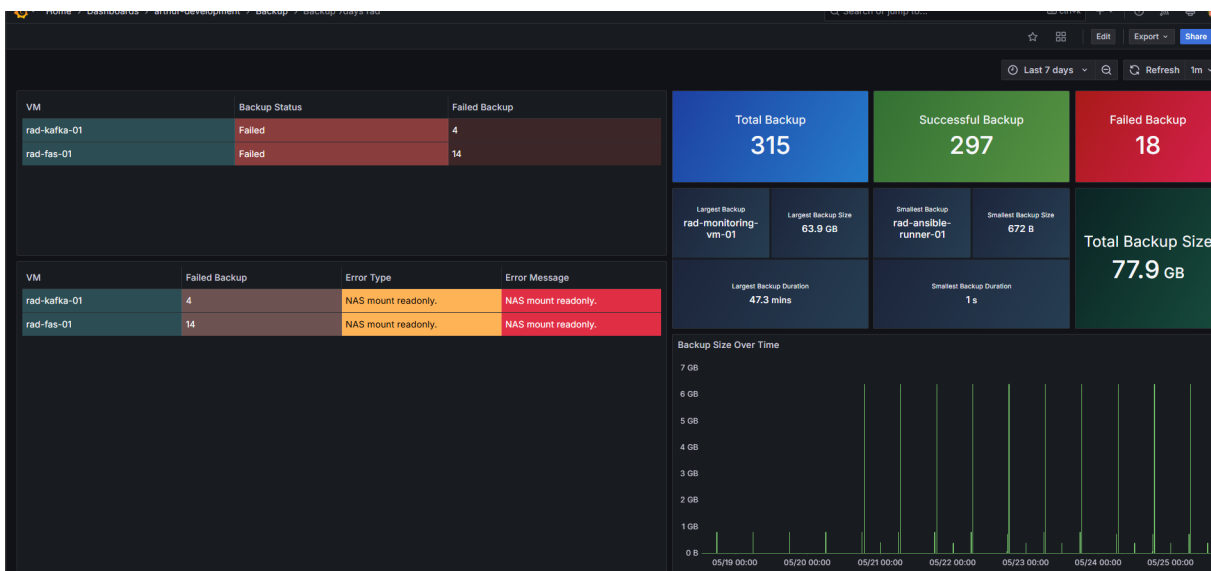 Home > Dashboards > arthur-development > Backup > Backup 7days rad
Search or jump to...
Edit
Export
Share
Last 7 days
Refresh 1m
VM Backup Status Failed Backup
rad-kafka-01 Failed 4
rad-fas-01 Failed 14
Total Backup
315
Successful Backup
297
Failed Backup
18
Largest Backup
rad-monitoring-
vm-01
Largest Backup Size
63.9 GB
Smallest Backup
rad-ansible-
runner-01
Smallest Backup Size
672 B
Total Backup Size
77.9 GB
Largest Backup Duration
47.3 mins
Smallest Backup Duration
1 s
VM Failed Backup Error Type Error Message
rad-kafka-01 4 NAS mount readonly. NAS mount readonly.
rad-fas-01 14 NAS mount readonly. NAS mount readonly.
Backup Size Over Time
7 GB
6 GB
5 GB
4 GB
3 GB
2 GB
1 GB
0 B
05/19 00:00 05/20 00:00 05/21 00:00 05/22 00:00 05/23 00:00 05/24 00:00 05/25 00:00